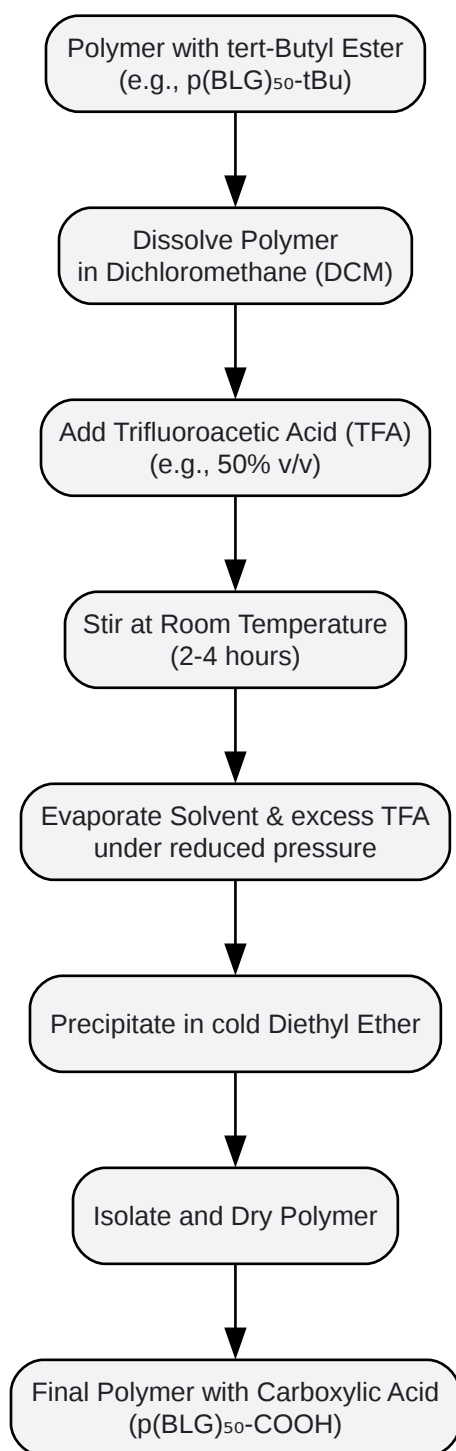 Polymer with tert-Butyl Ester
(e.g., p(BLG)₅₀-tBu)
Dissolve Polymer
in Dichloromethane (DCM)
Add Trifluoroacetic Acid (TFA)
(e.g., 50% v/v)
Stir at Room Temperature
(2-4 hours)
Evaporate Solvent & excess TFA
under reduced pressure
Precipitate in cold Diethyl Ether
Isolate and Dry Polymer
Final Polymer with Carboxylic Acid
(p(BLG)₅₀-COOH)